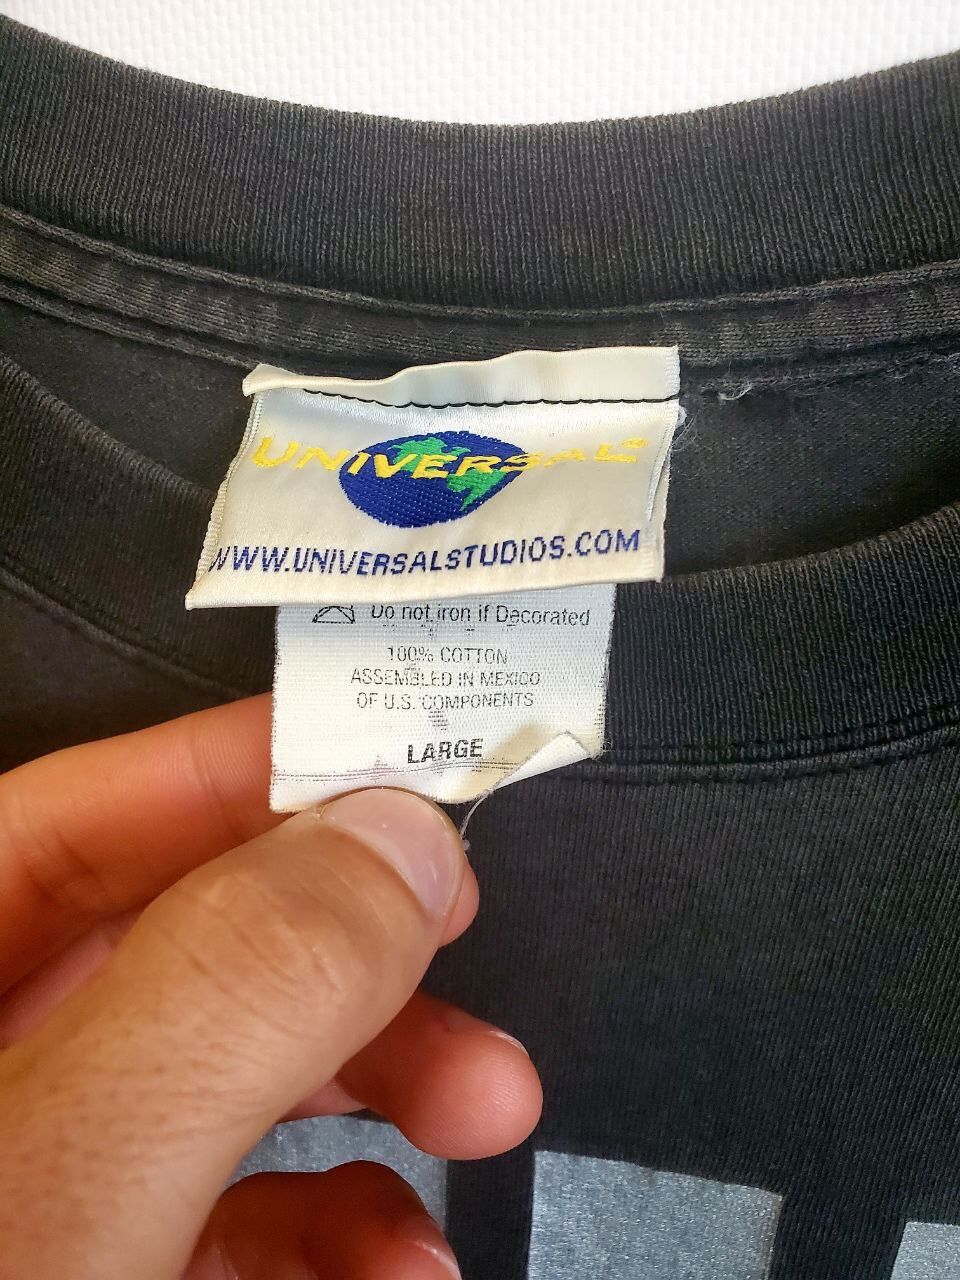 UNIVERSAL®
WWW.UNIVERSALSTUDIOS.COM
Do not iron if Decorated
100% COTTON
ASSEMBLED IN MEXICO
OF U.S. COMPONENTS
LARGE